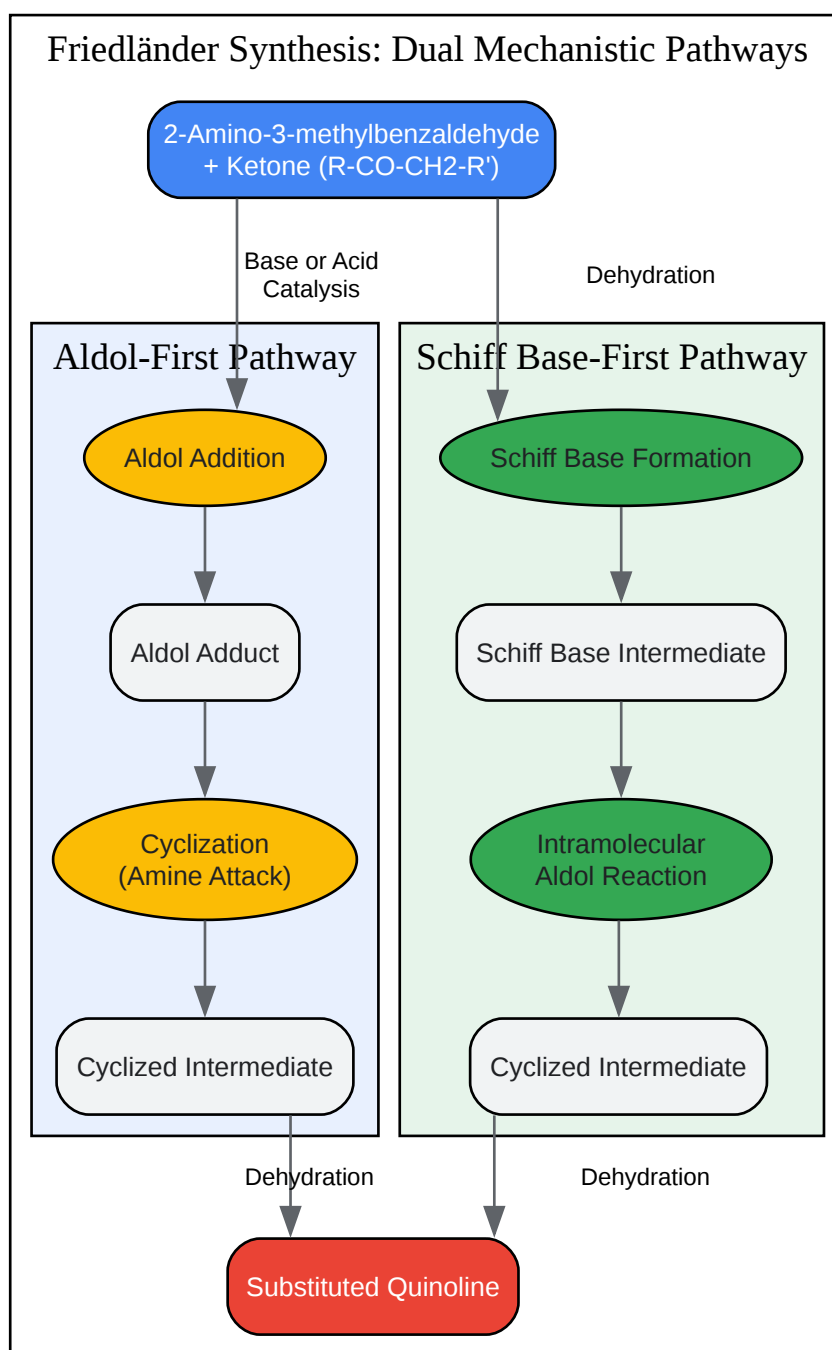 Friedländer Synthesis: Dual Mechanistic Pathways
2-Amino-3-methylbenzaldehyde
+ Ketone (R-CO-CH2-R')
Base or Acid
Catalysis
Dehydration
Aldol-First Pathway
Schiff Base-First Pathway
Aldol Addition
Schiff Base Formation
Aldol Adduct
Schiff Base Intermediate
Cyclization
(Amine Attack)
Intramolecular
Aldol Reaction
Cyclized Intermediate
Cyclized Intermediate
Dehydration
Dehydration
Substituted Quinoline